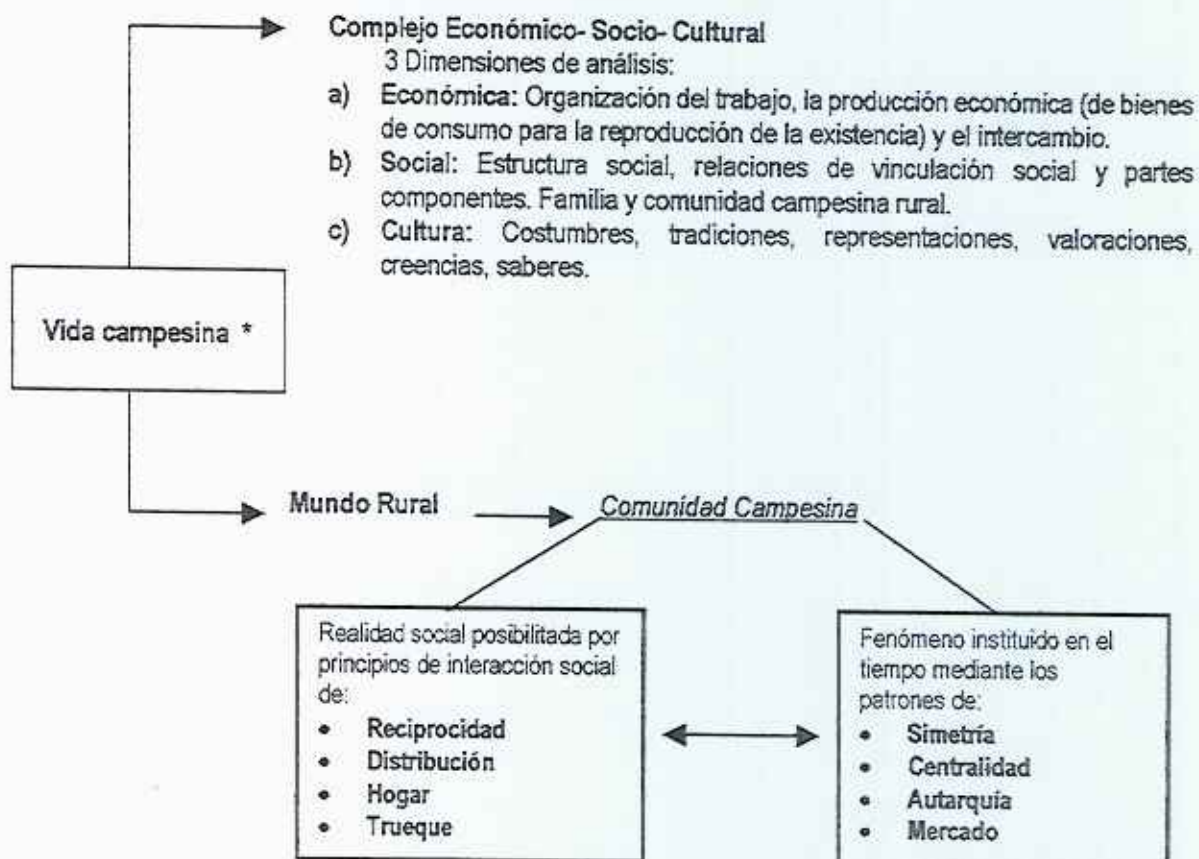 Complejo Económico- Socio- Cultural
3 Dimensiones de análisis:
a) Económica: Organización del trabajo, la producción económica (de bienes
de consumo para la reproducción de la existencia) y el intercambio.
b) Social: Estructura social, relaciones de vinculación social y partes
componentes. Familia y comunidad campesina rural.
c) Cultura: Costumbres, tradiciones, representaciones, valoraciones,
creencias, saberes.
Vida campesina *
Mundo Rural
Comunidad Campesina
Realidad social posibilitada por
principios de interacción social
de:
• Reciprocidad
• Distribución
• Hogar
• Trueque
Fenómeno instituido en el
tiempo mediante los
patrones de:
• Simetría
• Centralidad
• Autarquía
• Mercado